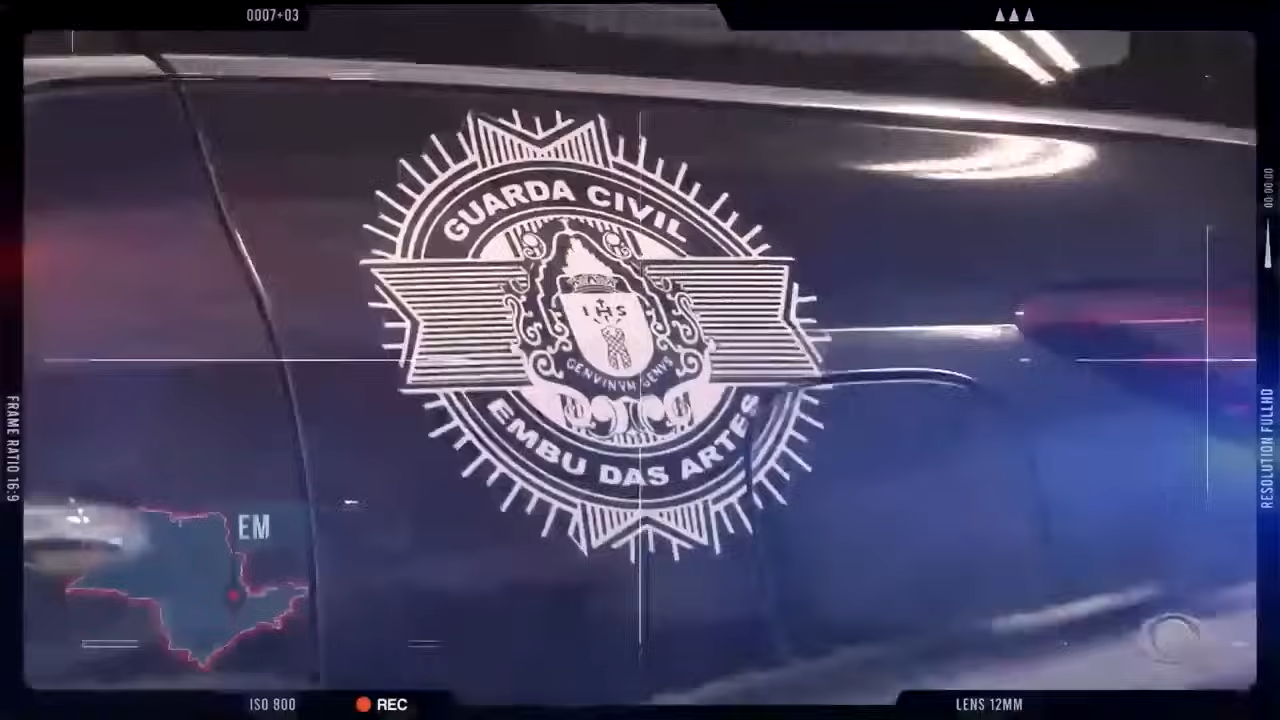 0007+03
GUARDA CIVIL
IHS
GENVINVM GENVS
EMBU DAS ARTES
EM
FRAME RATIO 16:9
00:00:00
RESOLUTION FULLHD
ISO 800
REC
LENS 12MM